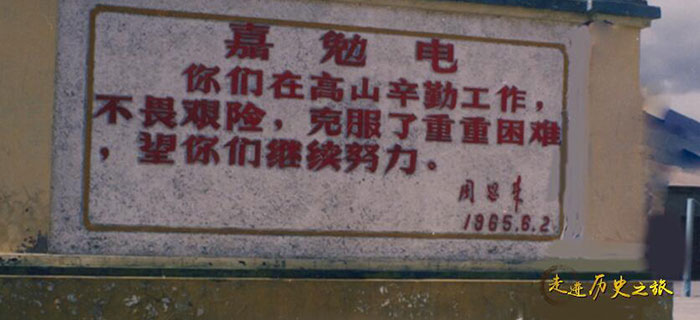 嘉勉电
你们在高山辛勤工作，
不畏艰险，克服了重重困难
，望你们继续努力。
周恩来
1965.6.2
走进历史之旅